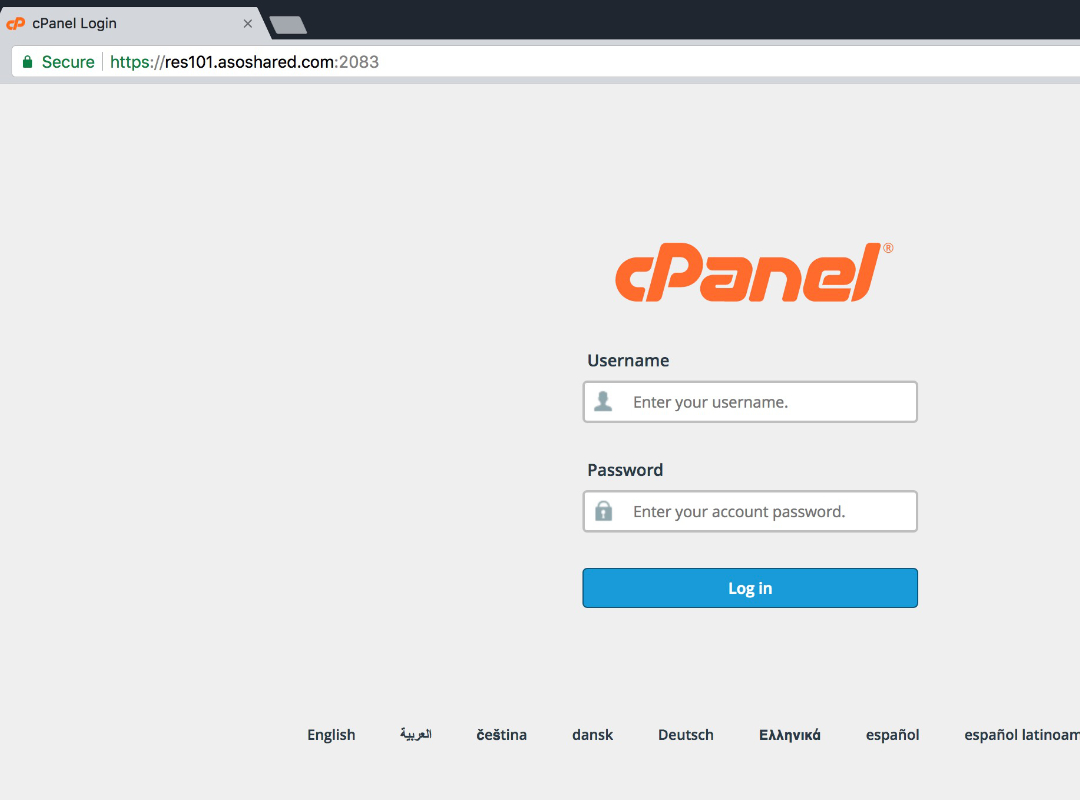 cPanel Login
Secure https://res101.asoshared.com:2083
cPanel®
Username
Enter your username.
Password
Enter your account password.
Log in
English العربية čeština dansk Deutsch Ελληνικά español español latinoam